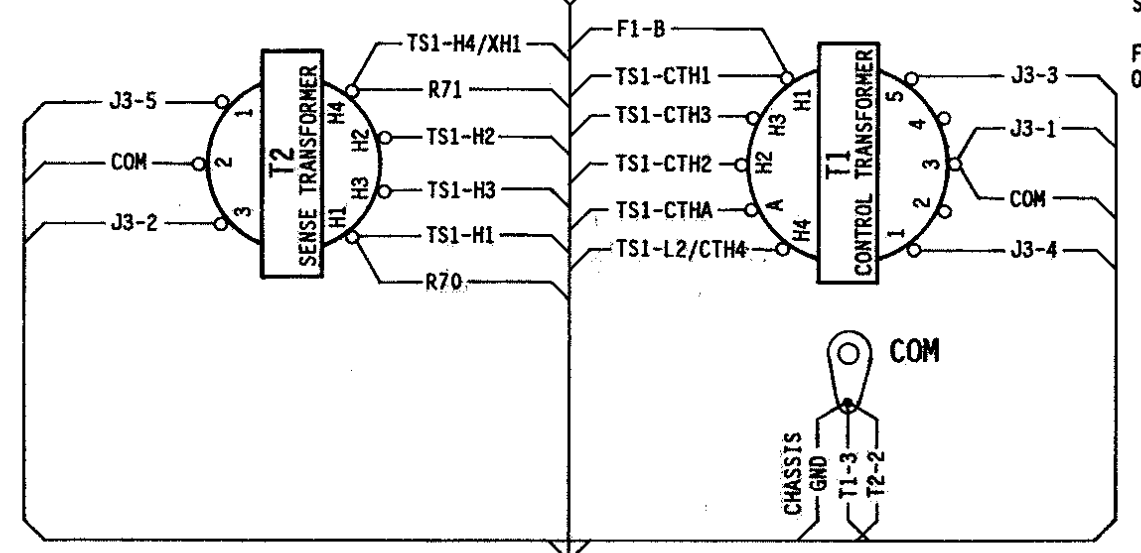 S
F
O
TS1-H4/XH1
R71
TS1-H2
TS1-H3
TS1-H1
R70
J3-5
COM
J3-2
1
2
3
T2
SENSE TRANSFORMER
H4
H2
H3
H1
F1-B
TS1-CTH1
TS1-CTH3
TS1-CTH2
TS1-CTHA
TS1-L2/CTH4
H1
H3
H2
A
H4
T1
CONTROL TRANSFORMER
5
4
3
2
1
J3-3
J3-1
COM
J3-4
COM
CHASSIS
GND
T1-3
T2-2